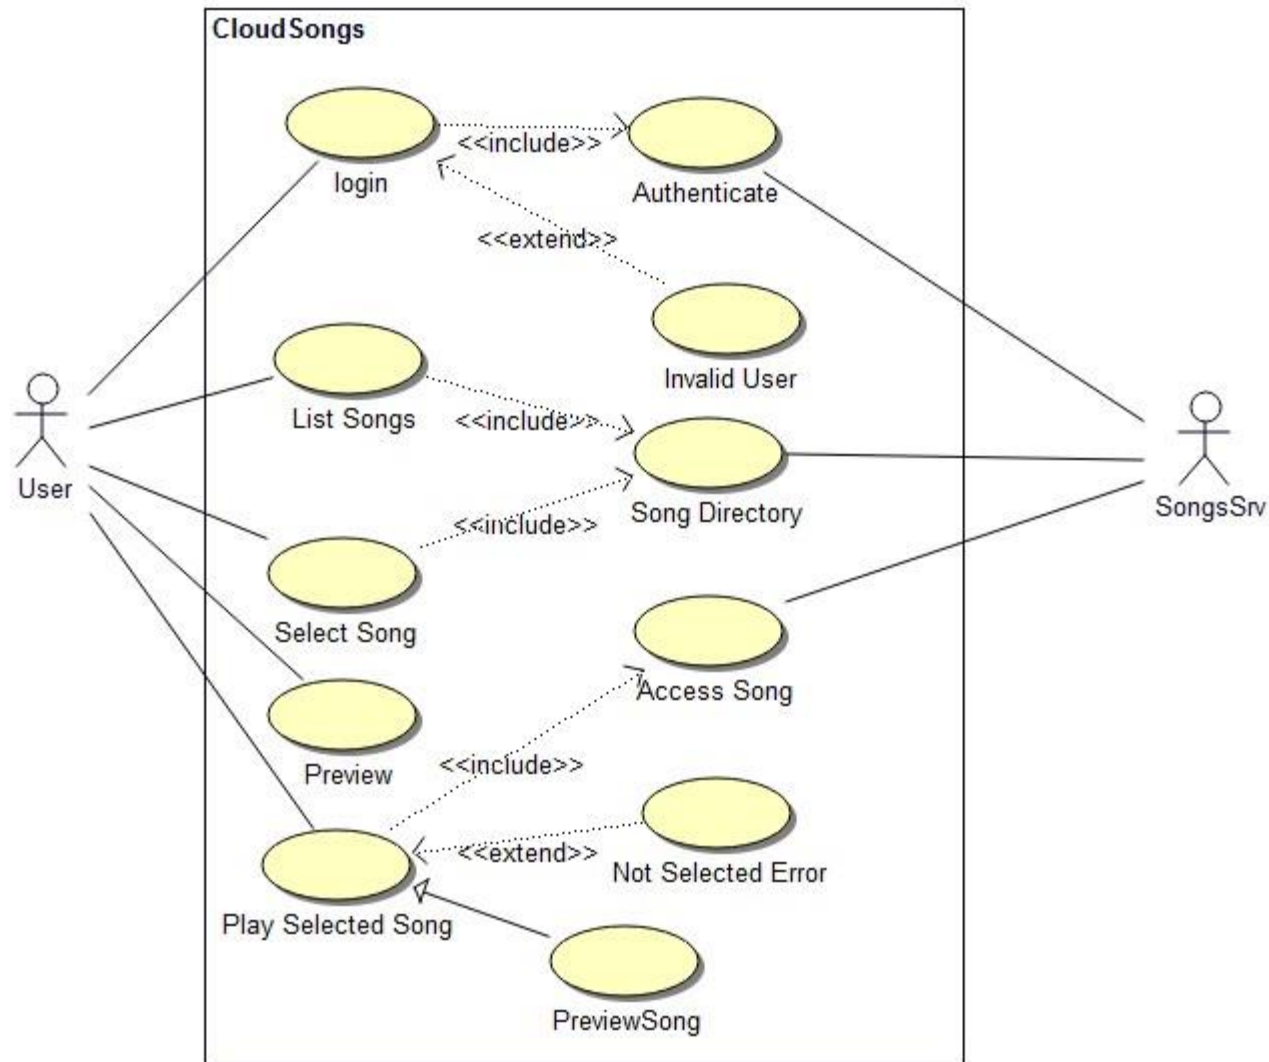 CloudSongs
<<include>>
login
Authenticate
<<extend>>
Invalid User
List Songs
<<include>>
User
Song Directory
SongsSrv
<<include>>
Select Song
Access Song
<<include>>
Preview
<<extend>>
Not Selected Error
Play Selected Song
PreviewSong